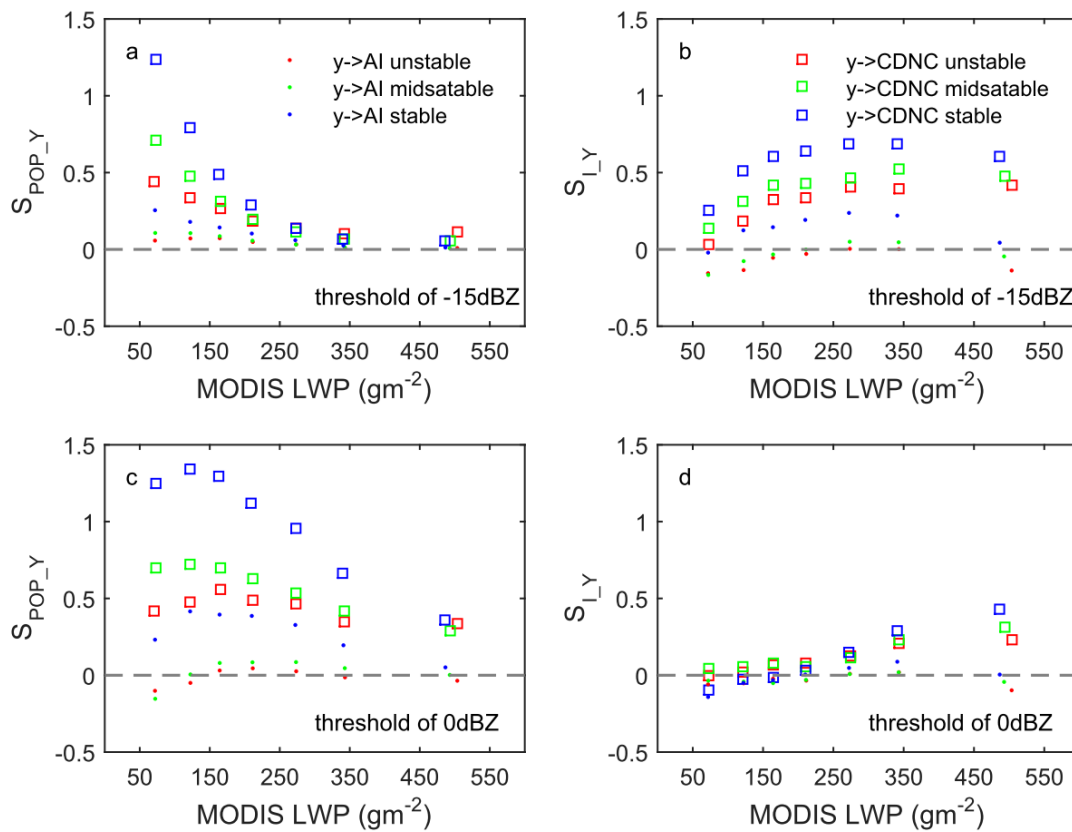 a
1.5
1
0.5
0
-0.5
S_POP_Y
y->AI unstable
y->AI midsatable
y->AI stable
threshold of -15dBZ
50 150 250 350 450 550
MODIS LWP (gm^-2)
b
1.5
1
0.5
0
-0.5
S_I_Y
y->CDNC unstable
y->CDNC midsatable
y->CDNC stable
threshold of -15dBZ
50 150 250 350 450 550
MODIS LWP (gm^-2)
c
1.5
1
0.5
0
-0.5
S_POP_Y
threshold of 0dBZ
50 150 250 350 450 550
MODIS LWP (gm^-2)
d
1.5
1
0.5
0
-0.5
S_I_Y
threshold of 0dBZ
50 150 250 350 450 550
MODIS LWP (gm^-2)